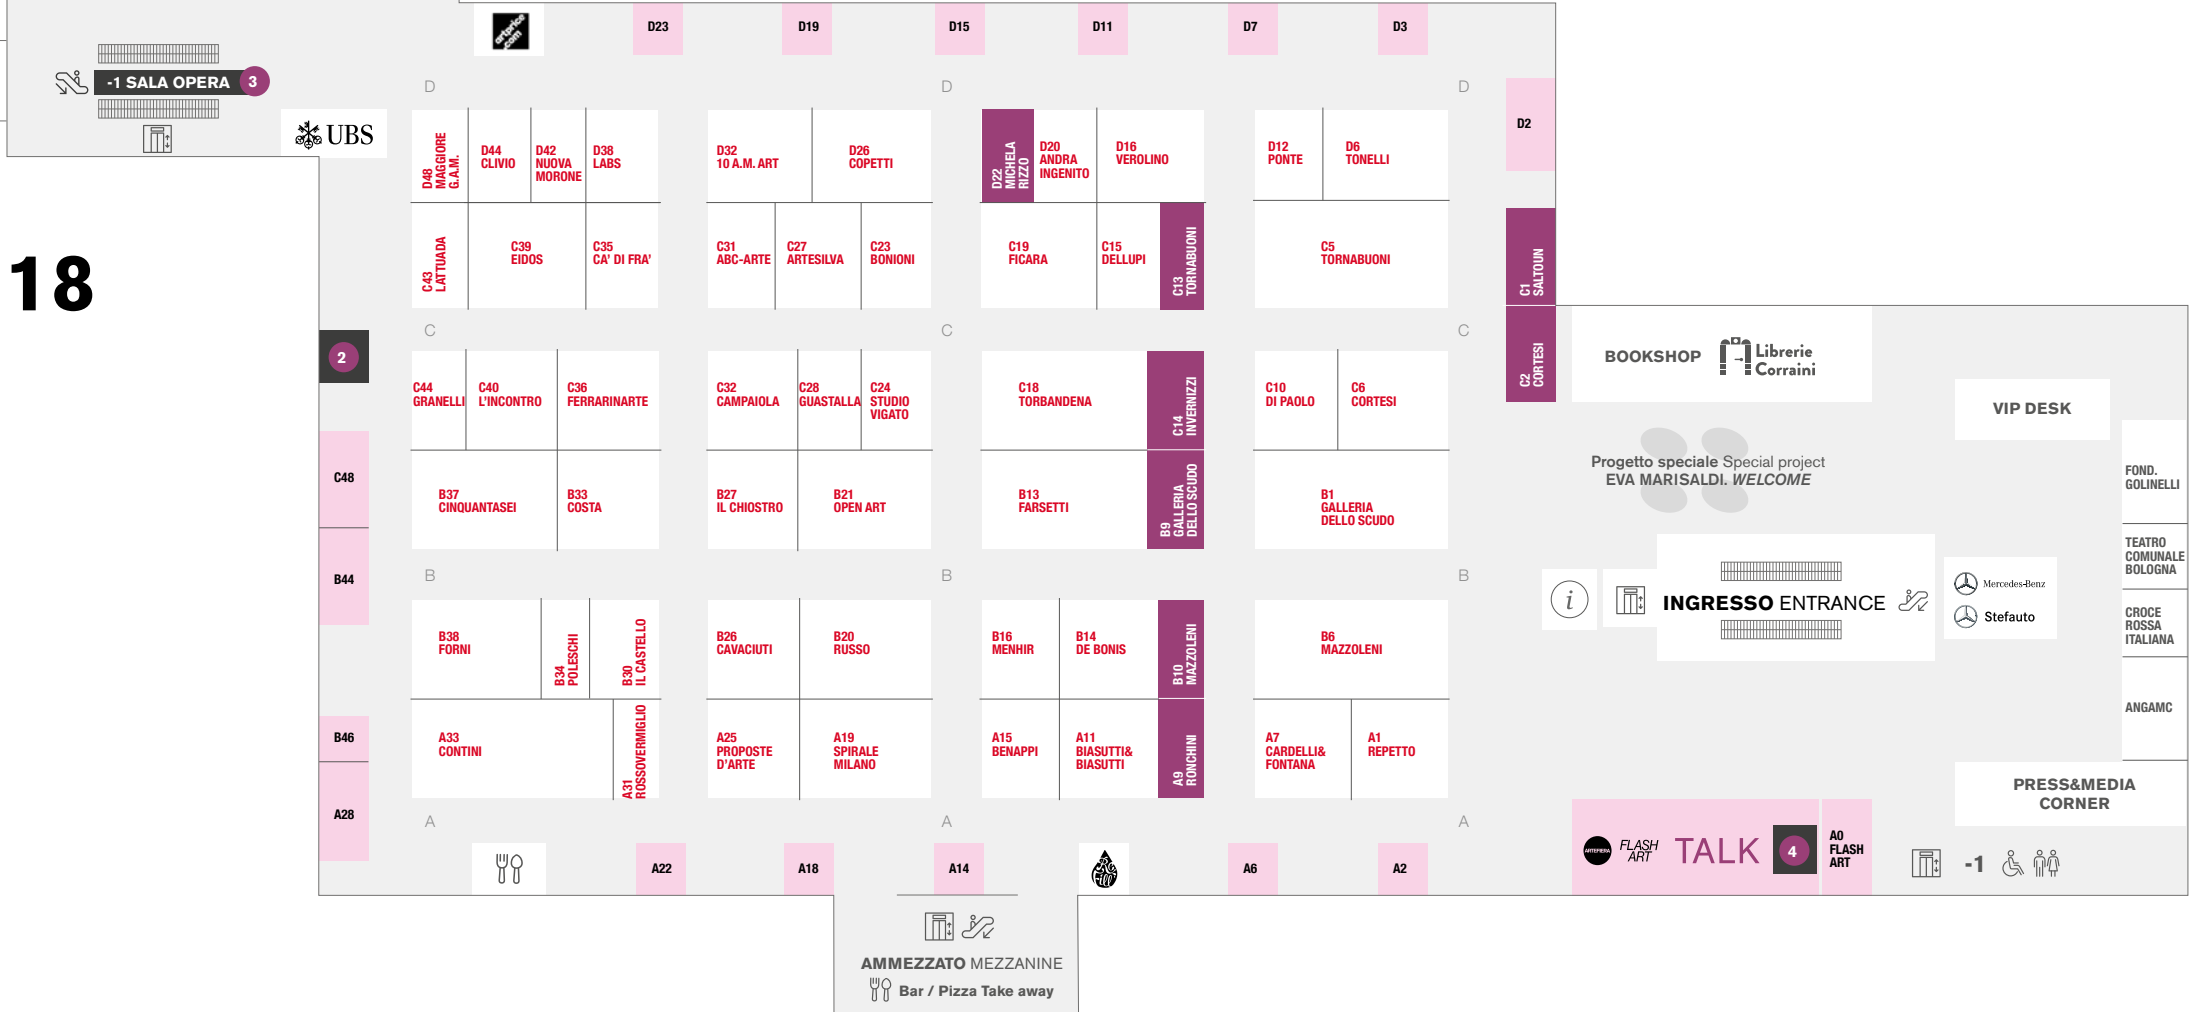 artprice
.com
D23
D19
D15
D11
D7
D3
-1 SALA OPERA 3
UBS
D
D
D
D48
MAGGIORE
G.A.M.
D44
CLIVIO
D42
NUOVA
MORONE
D38
LABS
D32
10 A.M. ART
D26
COPETTI
D22
MICHELA
RIZZO
D20
ANDRA
INGENITO
D16
VEROLINO
D12
PONTE
D6
TONELLI
D2
18
C43
LATTUADA
C39
EIDOS
C35
CA' DI FRA'
C31
ABC-ARTE
C27
ARTESILVA
C23
BONIONI
C19
FICARA
C15
DELLUPI
C13
TORNABUONI
C5
TORNABUONI
C1
SALTOUN
C
C
C
2
C44
GRANELLI
C40
L'INCONTRO
C36
FERRARINARTE
C32
CAMPAIOLA
C28
GUASTALLA
C24
STUDIO
VIGATO
C18
TORBANDENA
C14
INVERNIZZI
C10
DI PAOLO
C6
CORTESI
C2
CORTESI
BOOKSHOP
Librerie
Corraini
VIP DESK
Progetto speciale Special project
EVA MARISALDI. WELCOME
C48
B37
CINQUANTASEI
B33
COSTA
B27
IL CHIOSTRO
B21
OPEN ART
B13
FARSETTI
B9
GALLERIA
DELLO SCUDO
B1
GALLERIA
DELLO SCUDO
FOND.
GOLINELLI
TEATRO
COMUNALE
BOLOGNA
CROCE
ROSSA
ITALIANA
ANGAMC
B44
B
B
B
i
INGRESSO ENTRANCE
Mercedes-Benz
Stefauto
B38
FORNI
B34
POLESCHI
B30
IL CASTELLO
B26
CAVACIUTI
B20
RUSSO
B16
MENHIR
B14
DE BONIS
B10
MAZZOLENI
B6
MAZZOLENI
B46
A33
CONTINI
A31
ROSSOVERMIGLIO
A25
PROPOSTE
D'ARTE
A19
SPIRALE
MILANO
A15
BENAPPI
A11
BIASUTTI&
BIASUTTI
A9
RONCHINI
A7
CARDELLI&
FONTANA
A1
REPETTO
PRESS&MEDIA
CORNER
A28
A
A
A
A22
A18
A14
A6
A2
ARTEFIERA
FLASH
ART
TALK 4
A0
FLASH
ART
-1
AMMEZZATO MEZZANINE
Bar / Pizza Take away